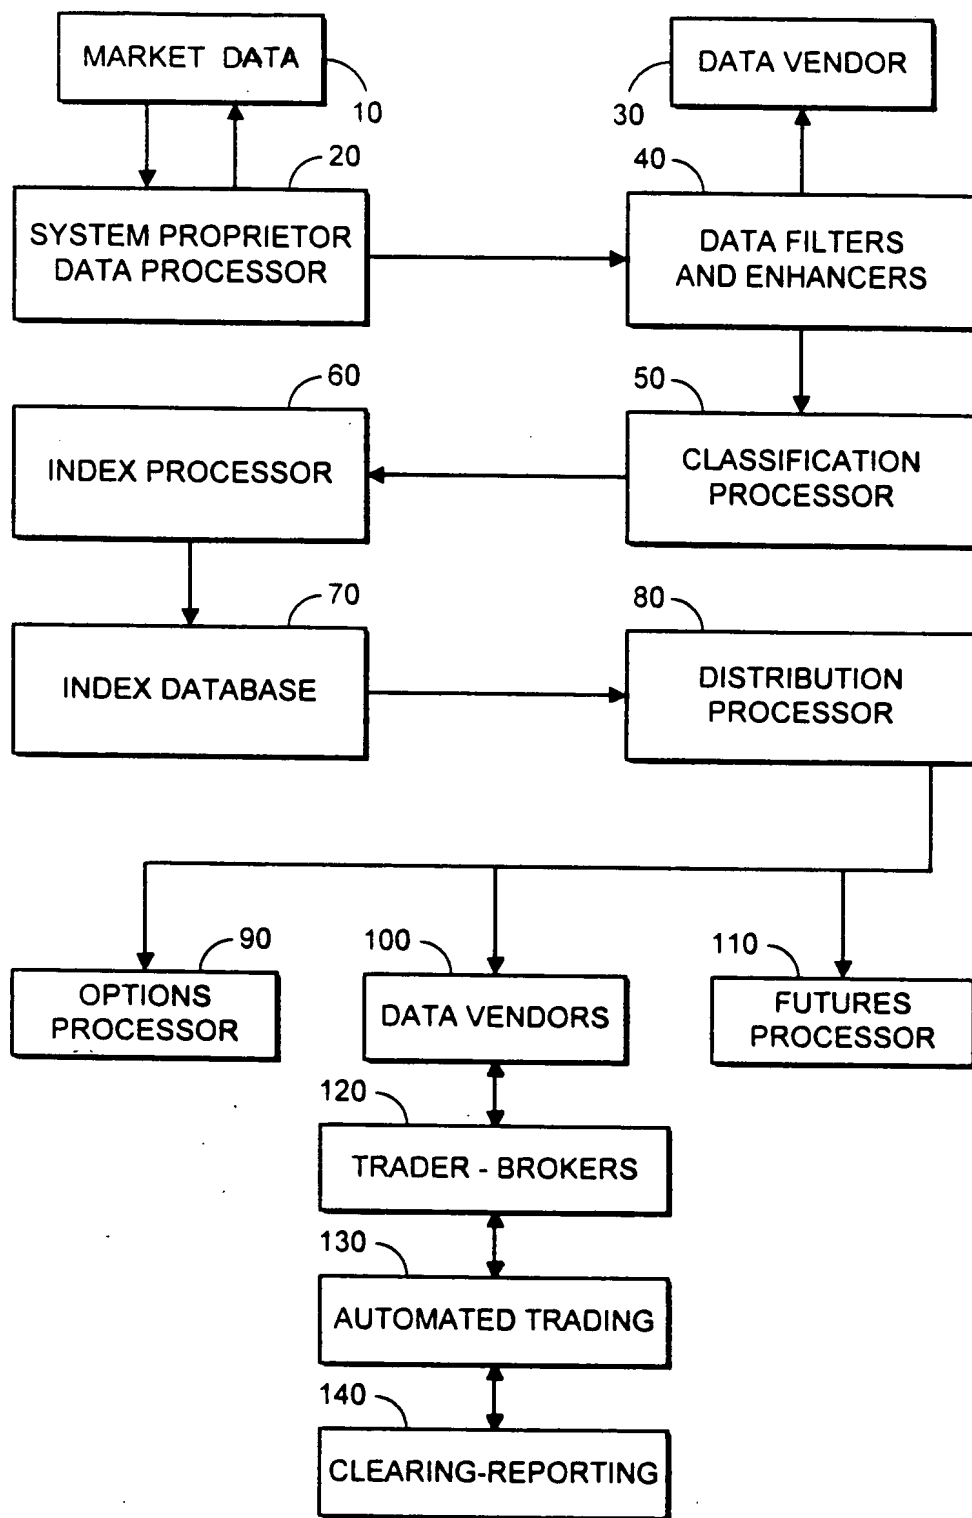 MARKET DATA
10
DATA VENDOR
30
20
SYSTEM PROPRIETOR
DATA PROCESSOR
40
DATA FILTERS
AND ENHANCERS
60
INDEX PROCESSOR
50
CLASSIFICATION
PROCESSOR
70
INDEX DATABASE
80
DISTRIBUTION
PROCESSOR
90
OPTIONS
PROCESSOR
100
DATA VENDORS
110
FUTURES
PROCESSOR
120
TRADER - BROKERS
130
AUTOMATED TRADING
140
CLEARING-REPORTING